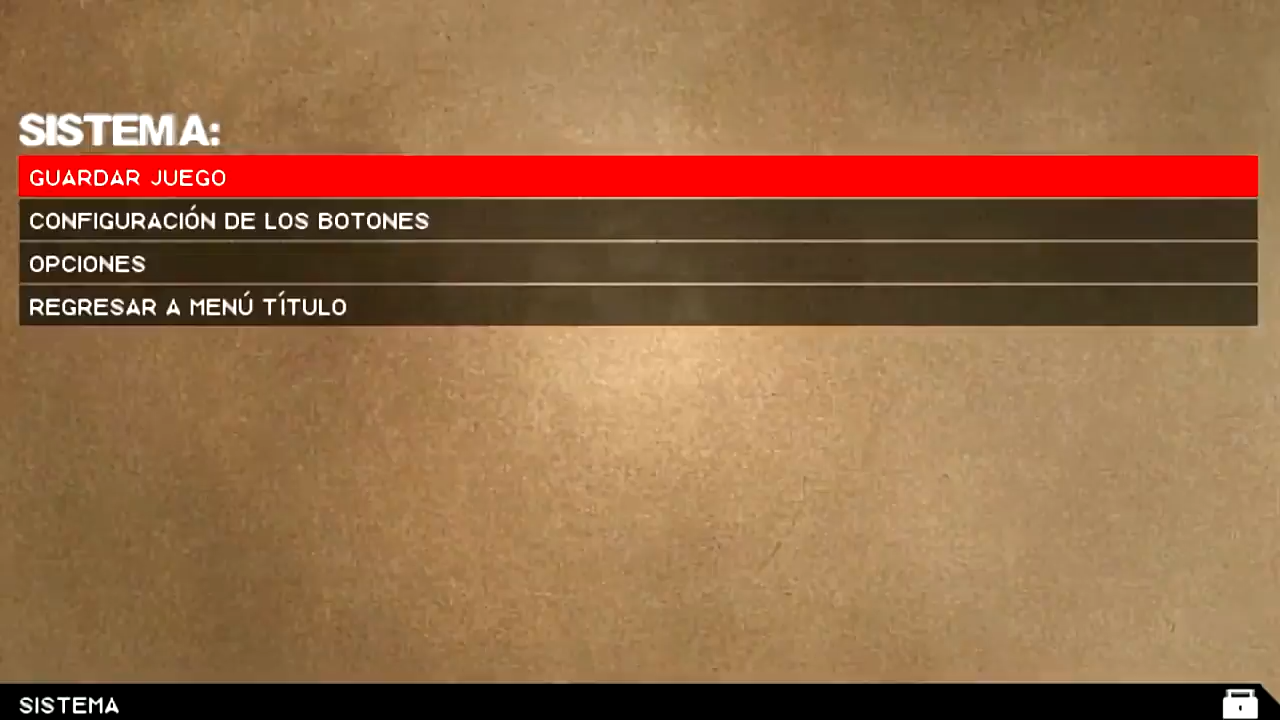 SISTEMA:
GUARDAR JUEGO
CONFIGURACIÓN DE LOS BOTONES
OPCIONES
REGRESAR A MENÚ TÍTULO
SISTEMA